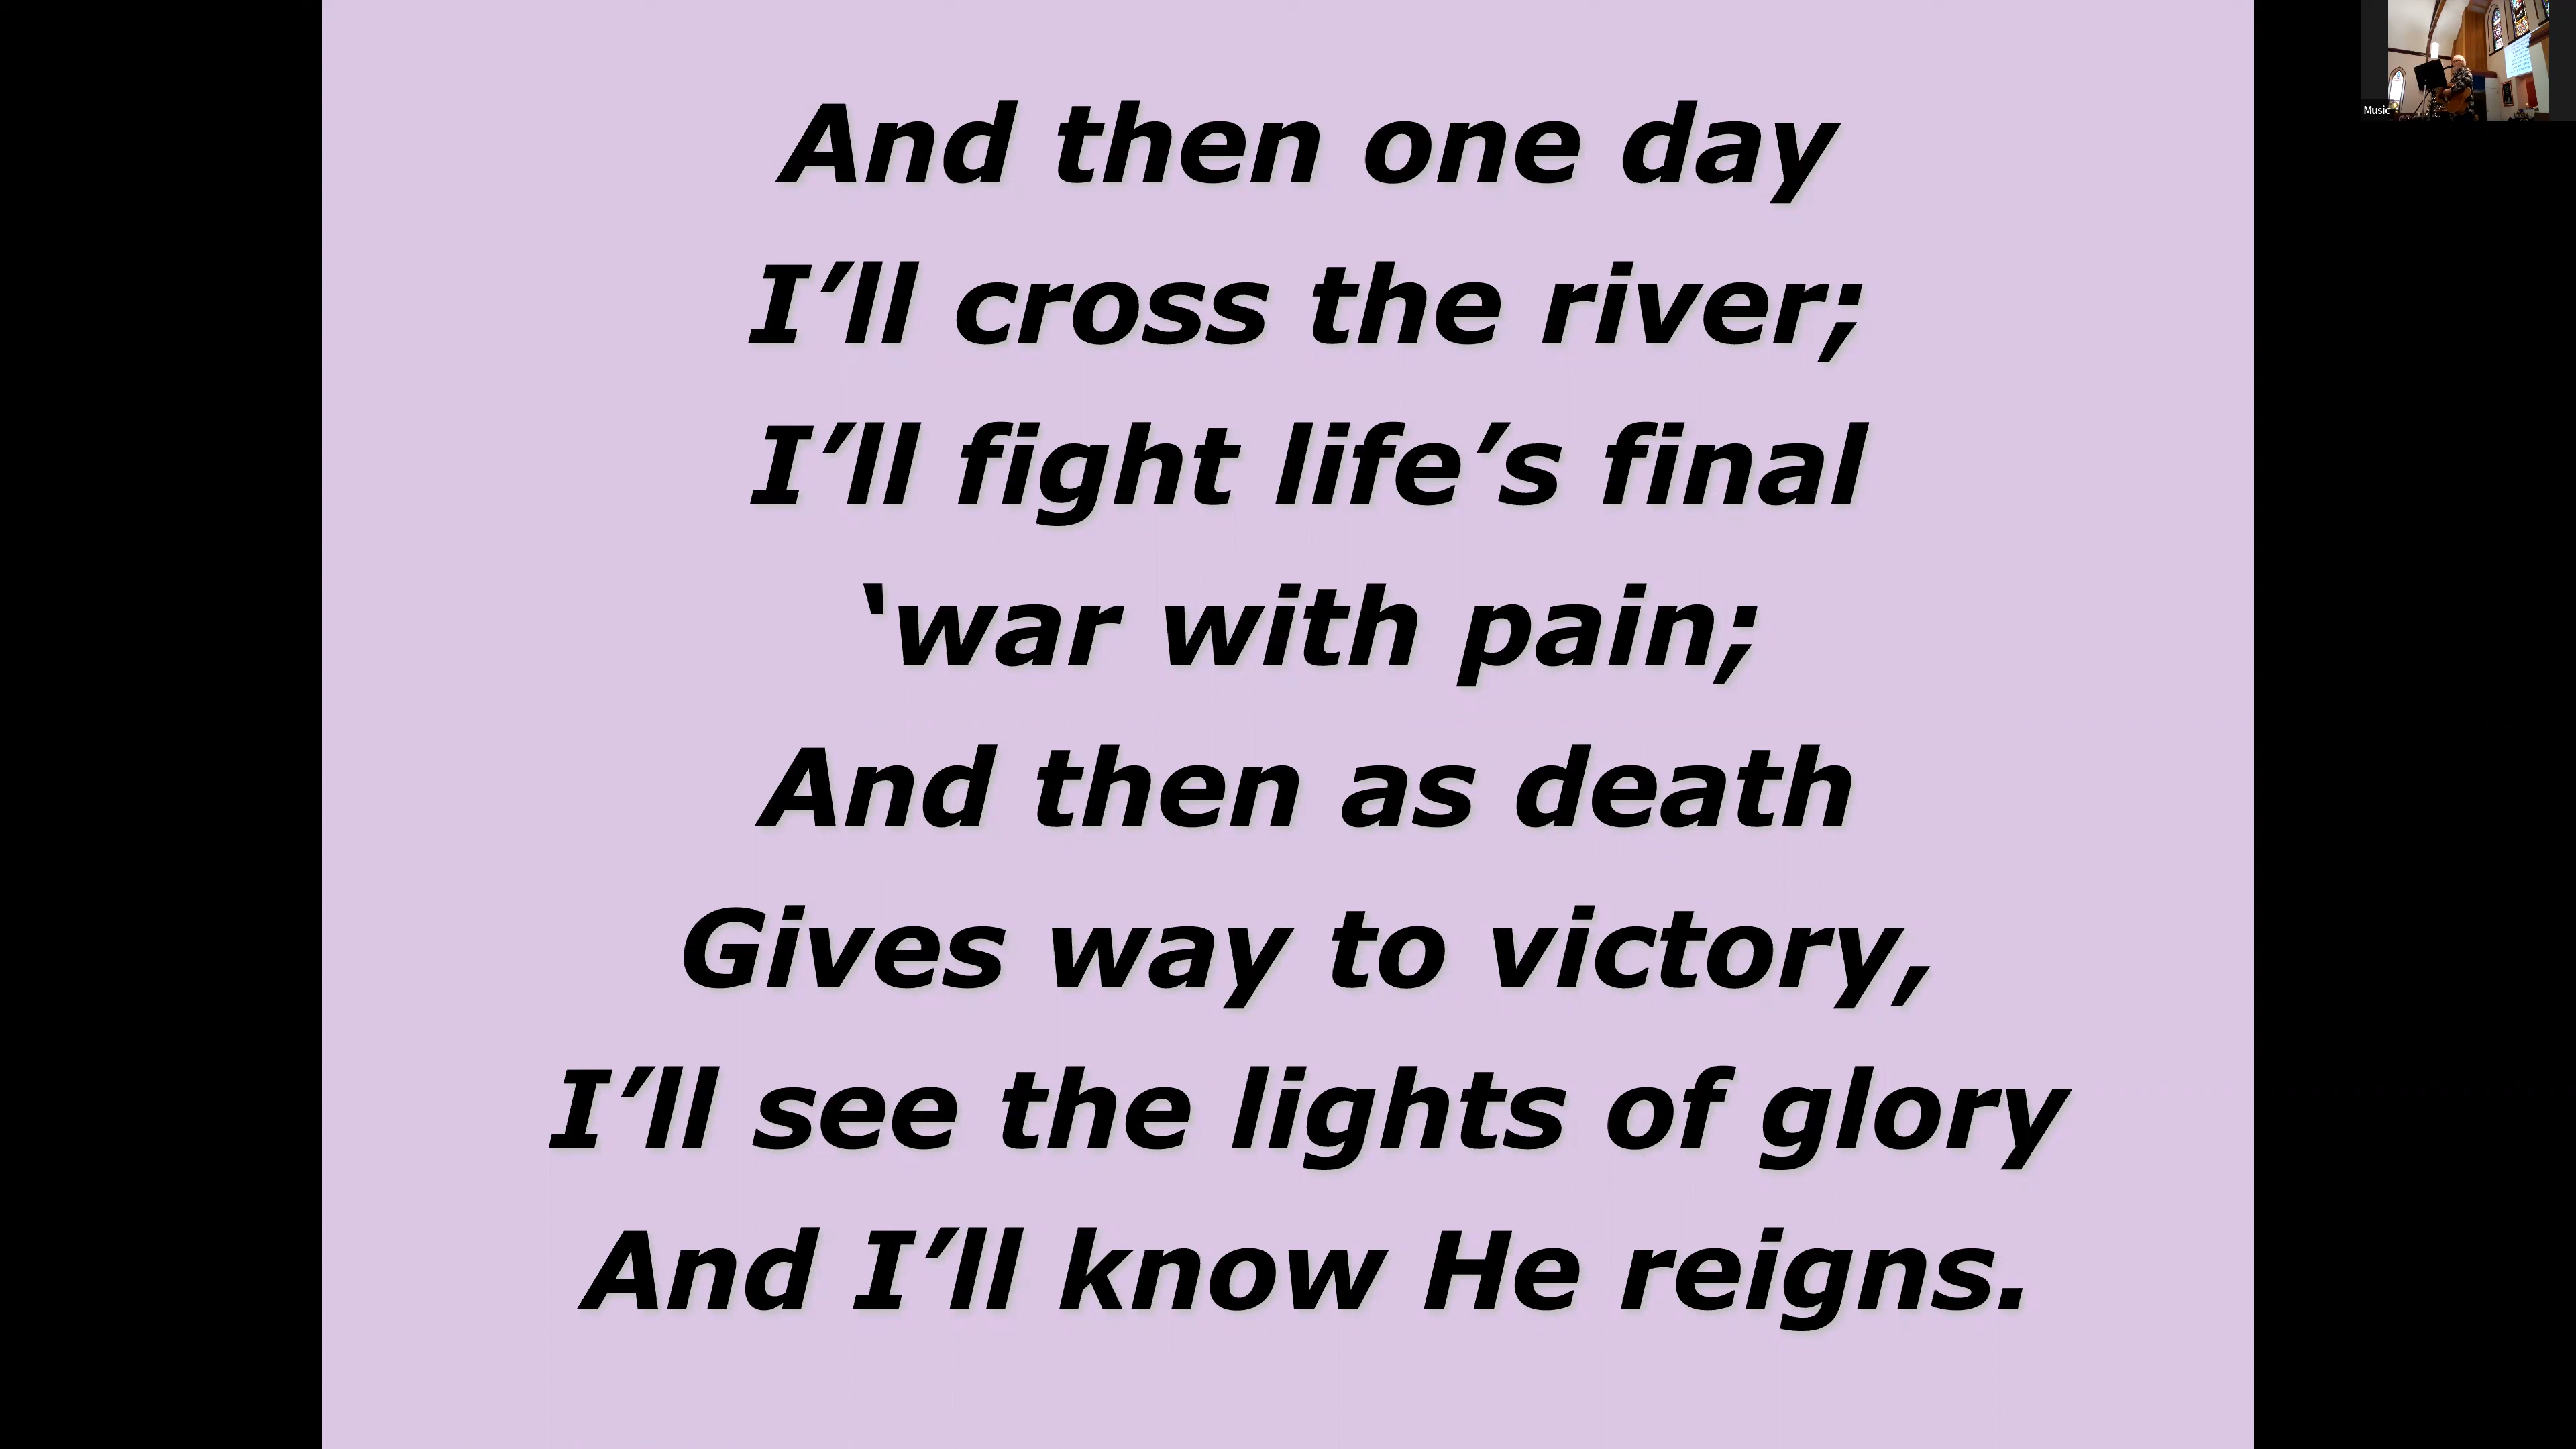 And then one day
I’ll cross the river;
I’ll fight life’s final
‘war with pain;
And then as death
Gives way to victory,
I’ll see the lights of glory
And I’ll know He reigns.
Music